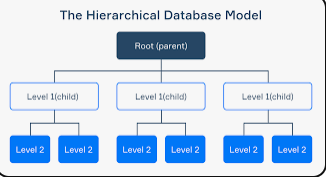 The Hierarchical Database Model
Root (parent)
Level 1(child) Level 1(child) Level 1(child)
Level 2 Level 2 Level 2 Level 2 Level 2 Level 2